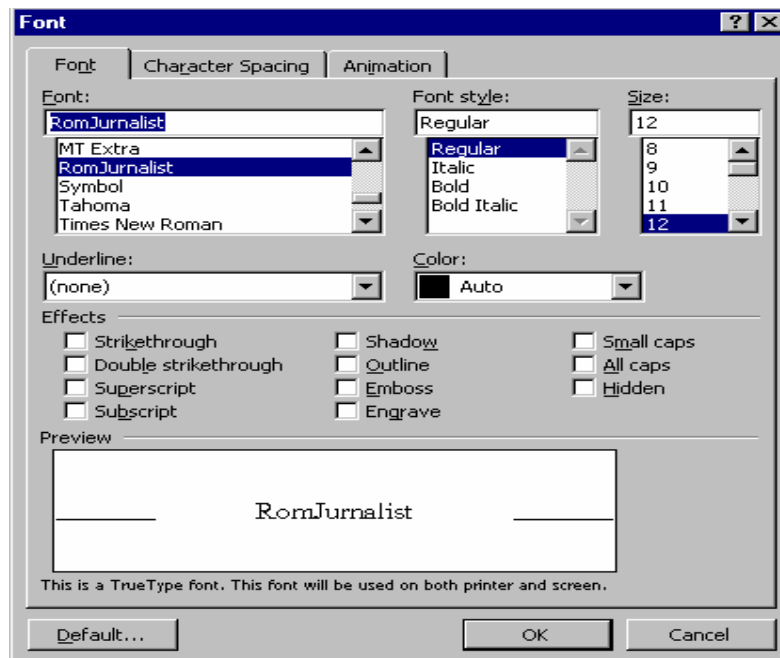 Font
? X
Font Character Spacing Animation
Font: Font style: Size:
RomJurnalist Regular 12
MT Extra Regular 8
RomJurnalist Italic 9
Symbol Bold 10
Tahoma Bold Italic 11
Times New Roman 12
Underline: Color:
(none) Auto
Effects
Strikethrough Shadow Small caps
Double strikethrough Outline All caps
Superscript Emboss Hidden
Subscript Engrave
Preview
RomJurnalist
This is a TrueType font. This font will be used on both printer and screen.
Default... OK Cancel